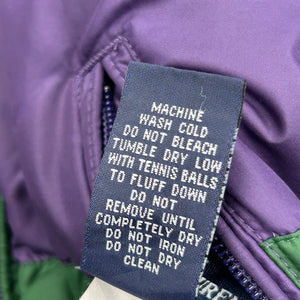 MACHINE
WASH COLD
DO NOT BLEACH
TUMBLE DRY LOW
WITH TENNIS BALLS
TO FLUFF DOWN
DO NOT
REMOVE UNTIL
COMPLETELY DRY
DO NOT IRON
DO NOT DRY
CLEAN